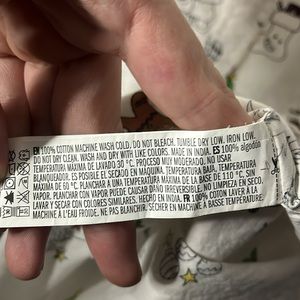 EN 100% COTTON MACHINE WASH COLD, DO NOT BLEACH. TUMBLE DRY LOW. IRON LOW.
DO NOT DRY CLEAN. WASH AND DRY WITH LIKE COLORS. MADE IN INDIA. ES 100% algodón
TEMPERATURA MÁXIMA DE LAVADO 30 °C. PROCESO MUY MODERADO, NO USAR
BLANQUEADOR. ES POSIBLE EL SECADO EN MÁQUINA, TEMPERATURA BAJA, TEMPERATURA
MÁXIMA DE 60 °C. PLANCHAR A UNA TEMPERATURA MÁXIMA DE LA BASE DE 110 °C, SIN
VAPOR. PLANCHAR CON VAPOR PUEDE CAUSAR DAÑO IRREVERSIBLE. NO LIMPIEZA EN SECO.
LAVAR Y SECAR CON COLORES SIMILARES. HECHO EN INDIA. FR 100% COTON LAVER À LA
MACHINE À L'EAU FROIDE. NE PAS BLANCHIR. SÉCHER EN MACHINE À BASSE TEMPÉRATURE.